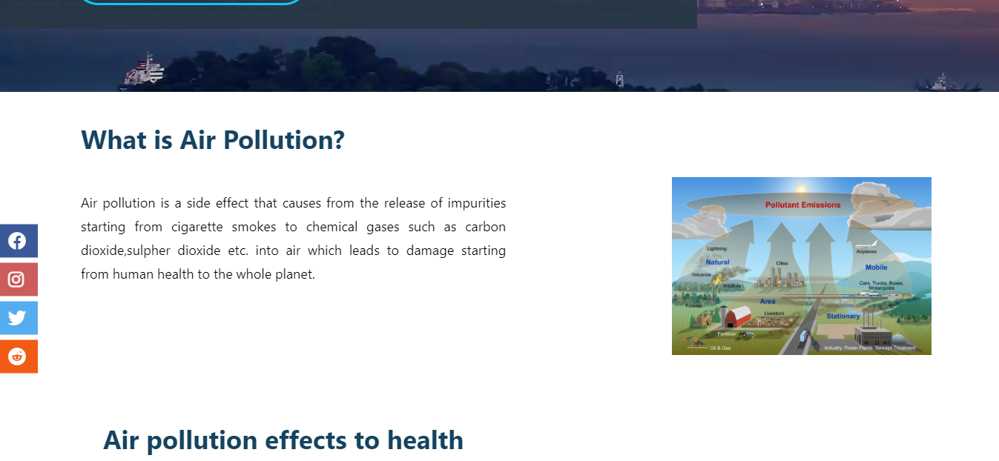 What is Air Pollution?
Air pollution is a side effect that causes from the release of impurities
starting from cigarette smokes to chemical gases such as carbon
dioxide,sulpher dioxide etc. into air which leads to damage starting
from human health to the whole planet.
Pollutant Emissions
Lightning
Natural
Volcano
Wildfires
Forests
Cities
Area
Livestock
Fertilizer
Oil & Gas
Airplanes
Mobile
Cars, Trucks, Buses,
Motorcycles
Stationary
Industry, Power Plants, Sewage Treatment
Air pollution effects to health